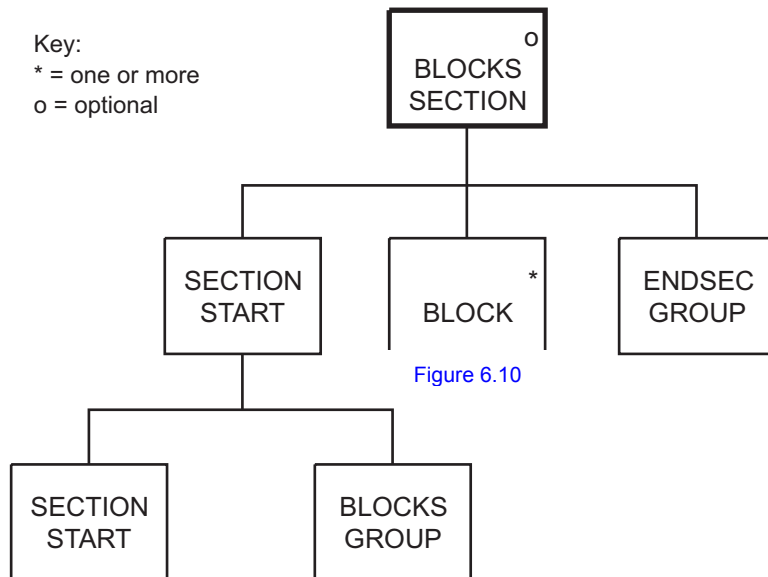 Key:
* = one or more
o = optional
o
BLOCKS
SECTION
SECTION
START
*
BLOCK
ENDSEC
GROUP
Figure 6.10
SECTION
START
BLOCKS
GROUP